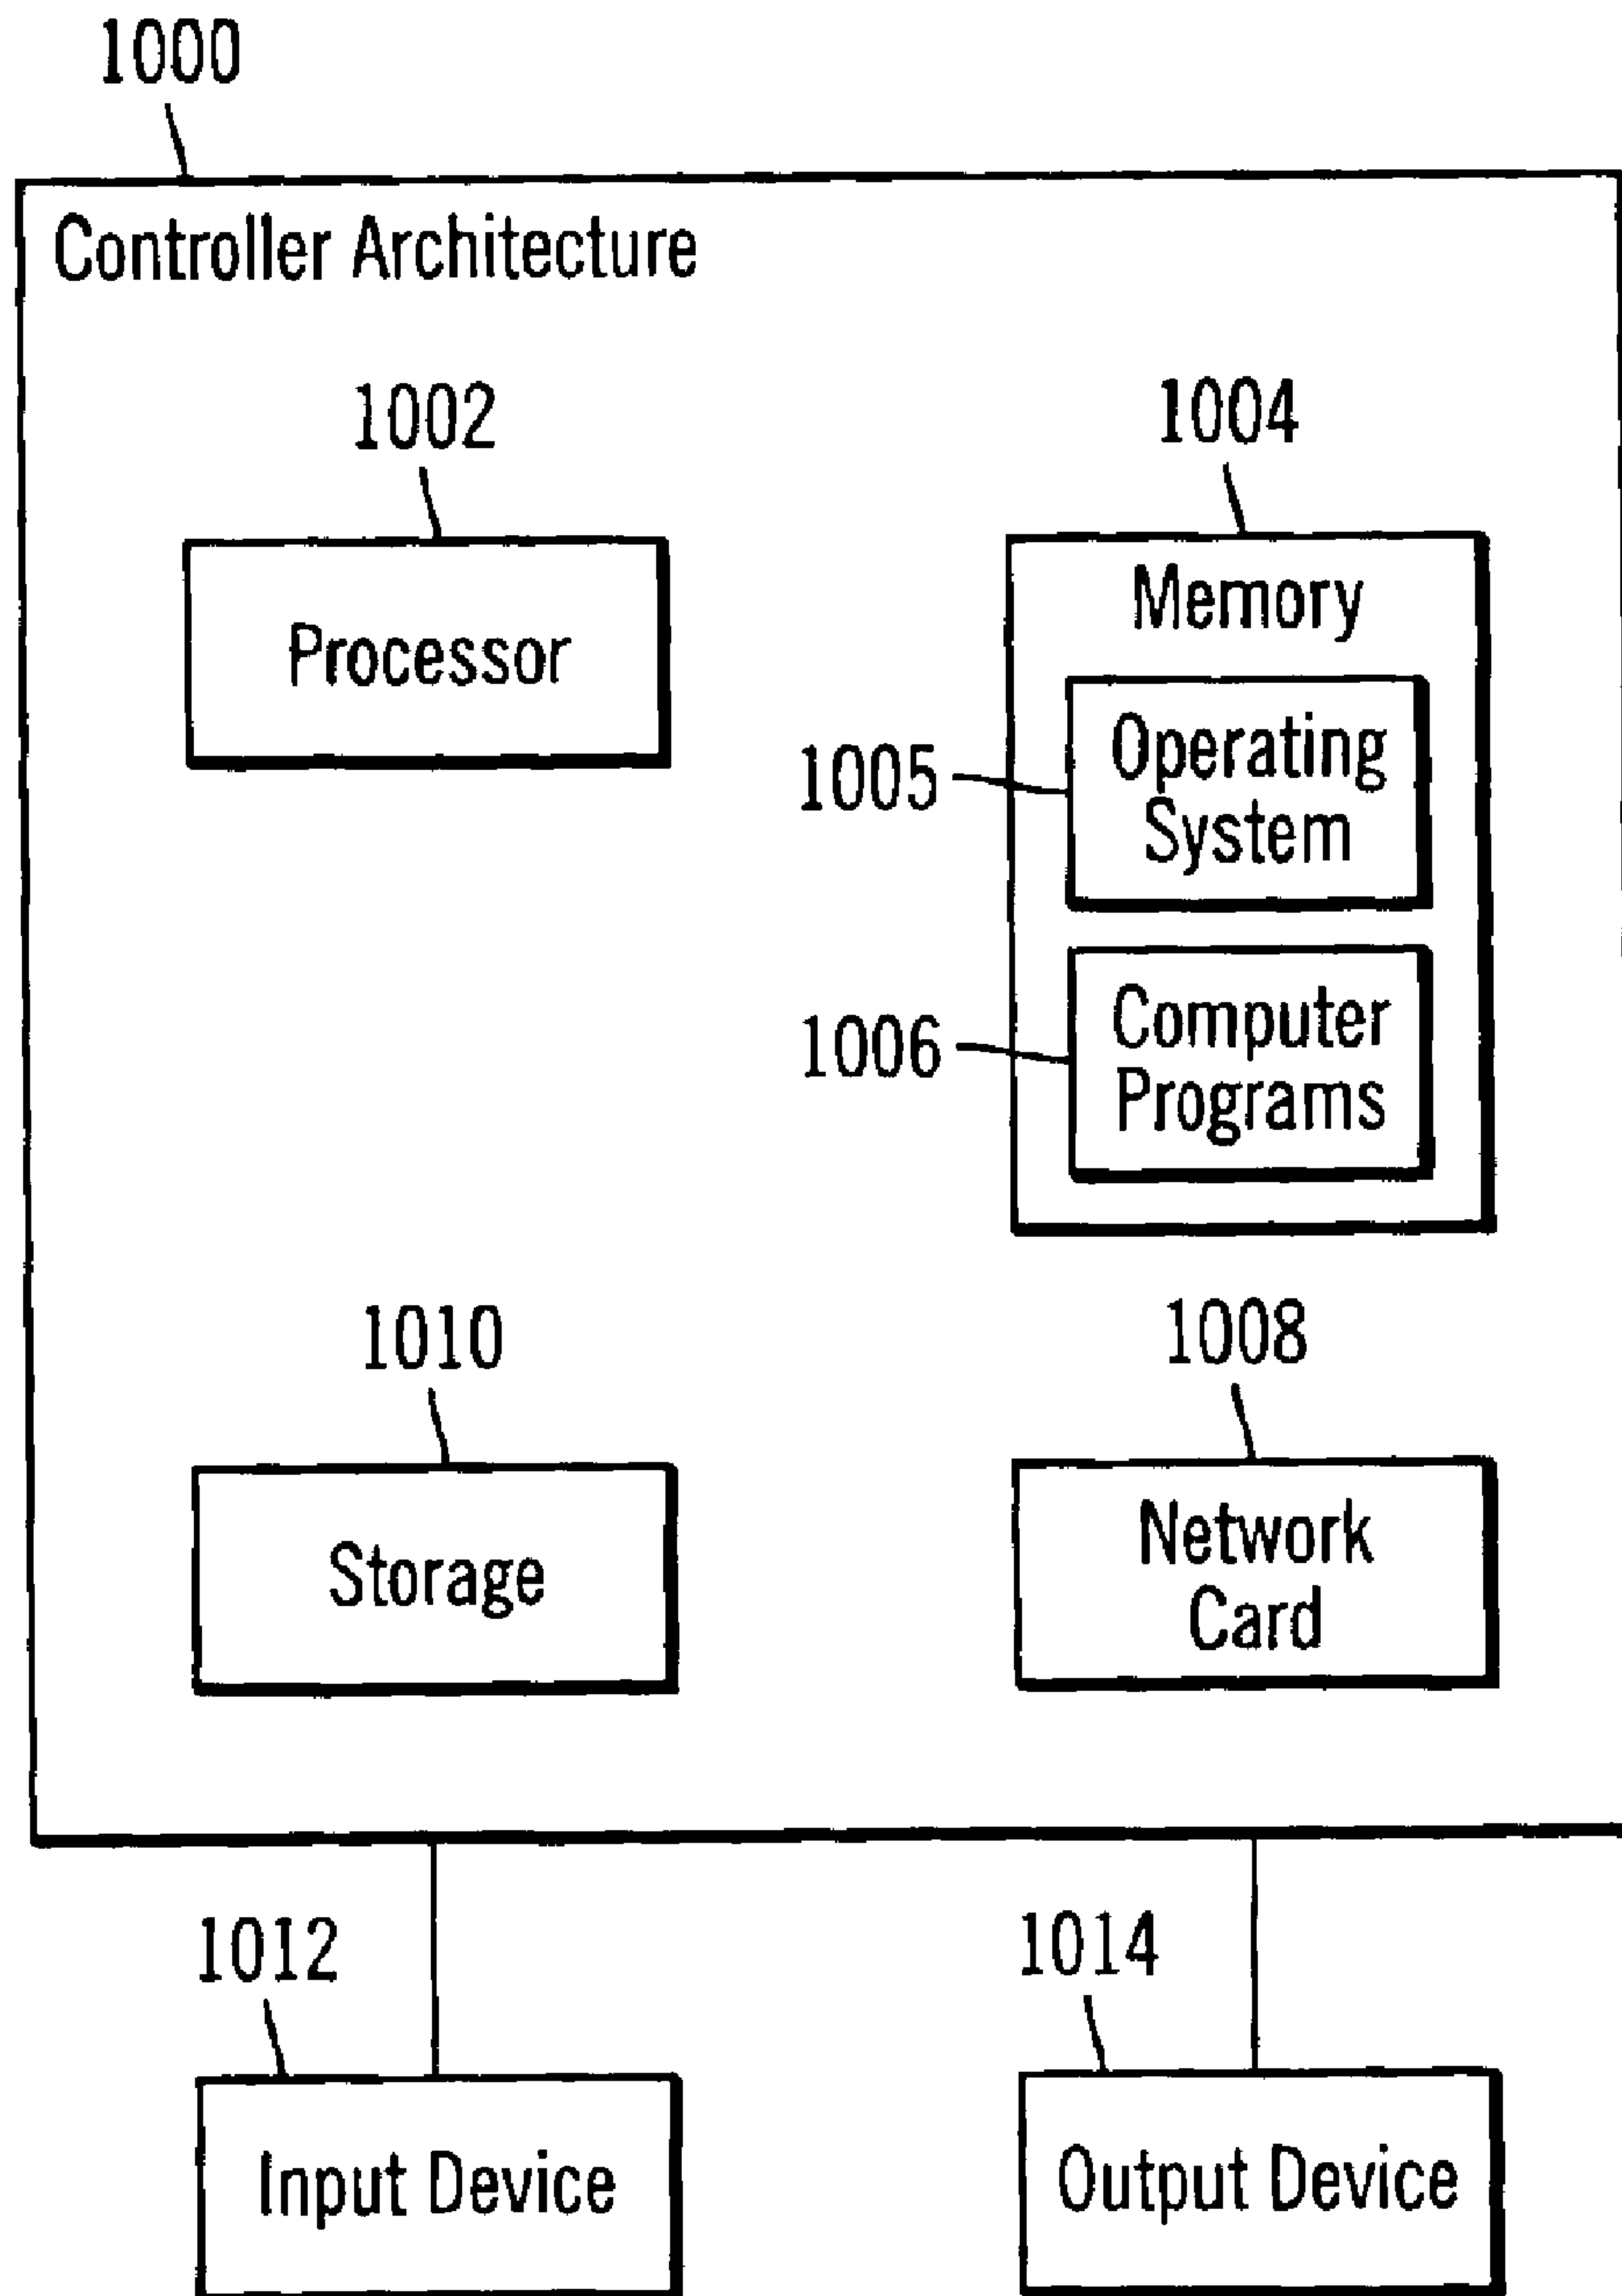 1000
Controller Architecture
1002
1004
Processor
Memory
1005
Operating
System
1006
Computer
Programs
1010
1008
Storage
Network
Card
1012
1014
Input Device
Output Device